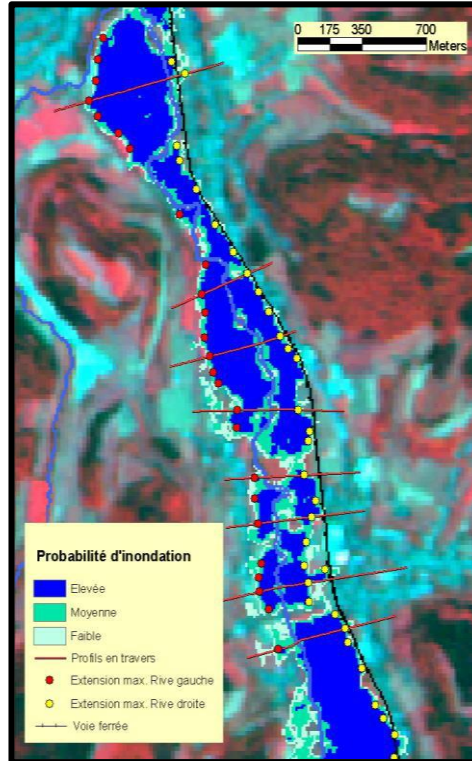 0 175 350 700
Meters
Probabilité d'inondation
Elevée
Moyenne
Faible
Profils en travers
Extension max. Rive gauche
Extension max. Rive droite
Voie ferrée